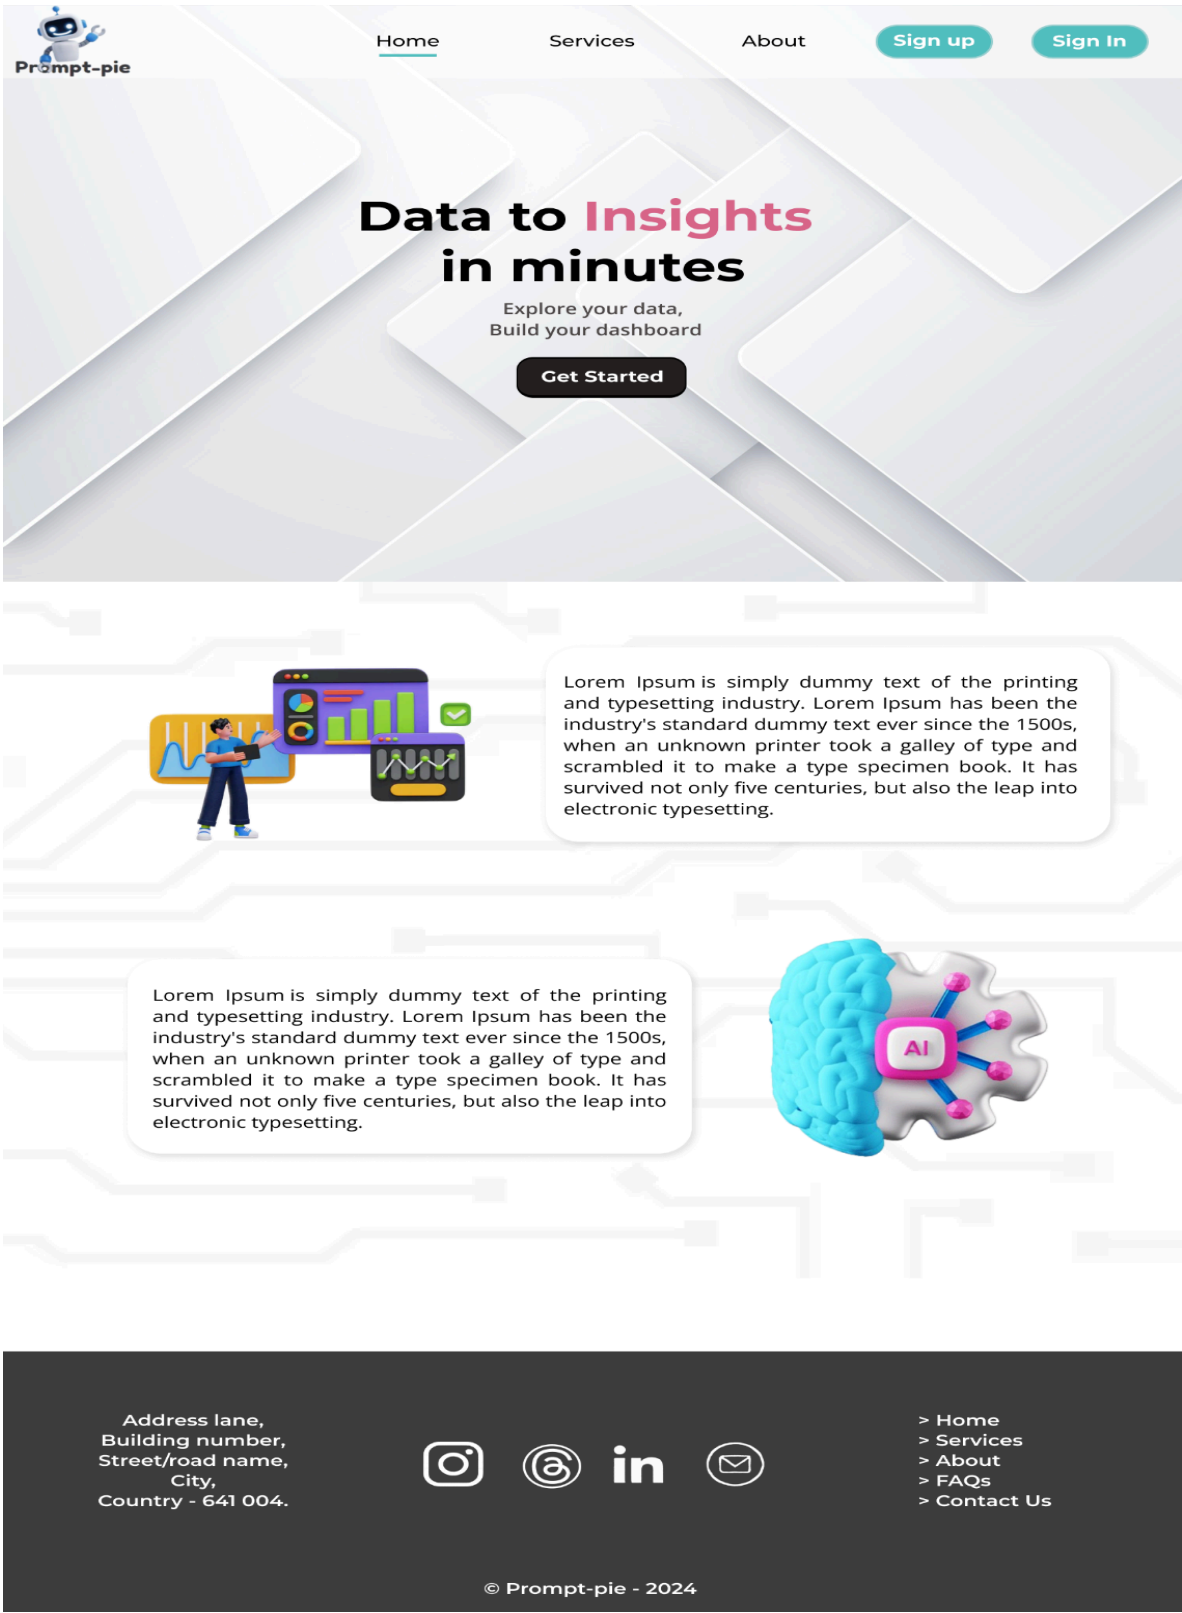 Prompt-pie
Home
Services
About
Sign up
Sign In
Data to Insights
in minutes
Explore your data,
Build your dashboard
Get Started
Lorem Ipsum is simply dummy text of the printing
and typesetting industry. Lorem Ipsum has been the
industry's standard dummy text ever since the 1500s,
when an unknown printer took a galley of type and
scrambled it to make a type specimen book. It has
survived not only five centuries, but also the leap into
electronic typesetting.
Lorem Ipsum is simply dummy text of the printing
and typesetting industry. Lorem Ipsum has been the
industry's standard dummy text ever since the 1500s,
when an unknown printer took a galley of type and
scrambled it to make a type specimen book. It has
survived not only five centuries, but also the leap into
electronic typesetting.
AI
Address lane,
Building number,
Street/road name,
City,
Country - 641 004.
in
> Home
> Services
> About
> FAQs
> Contact Us
© Prompt-pie - 2024